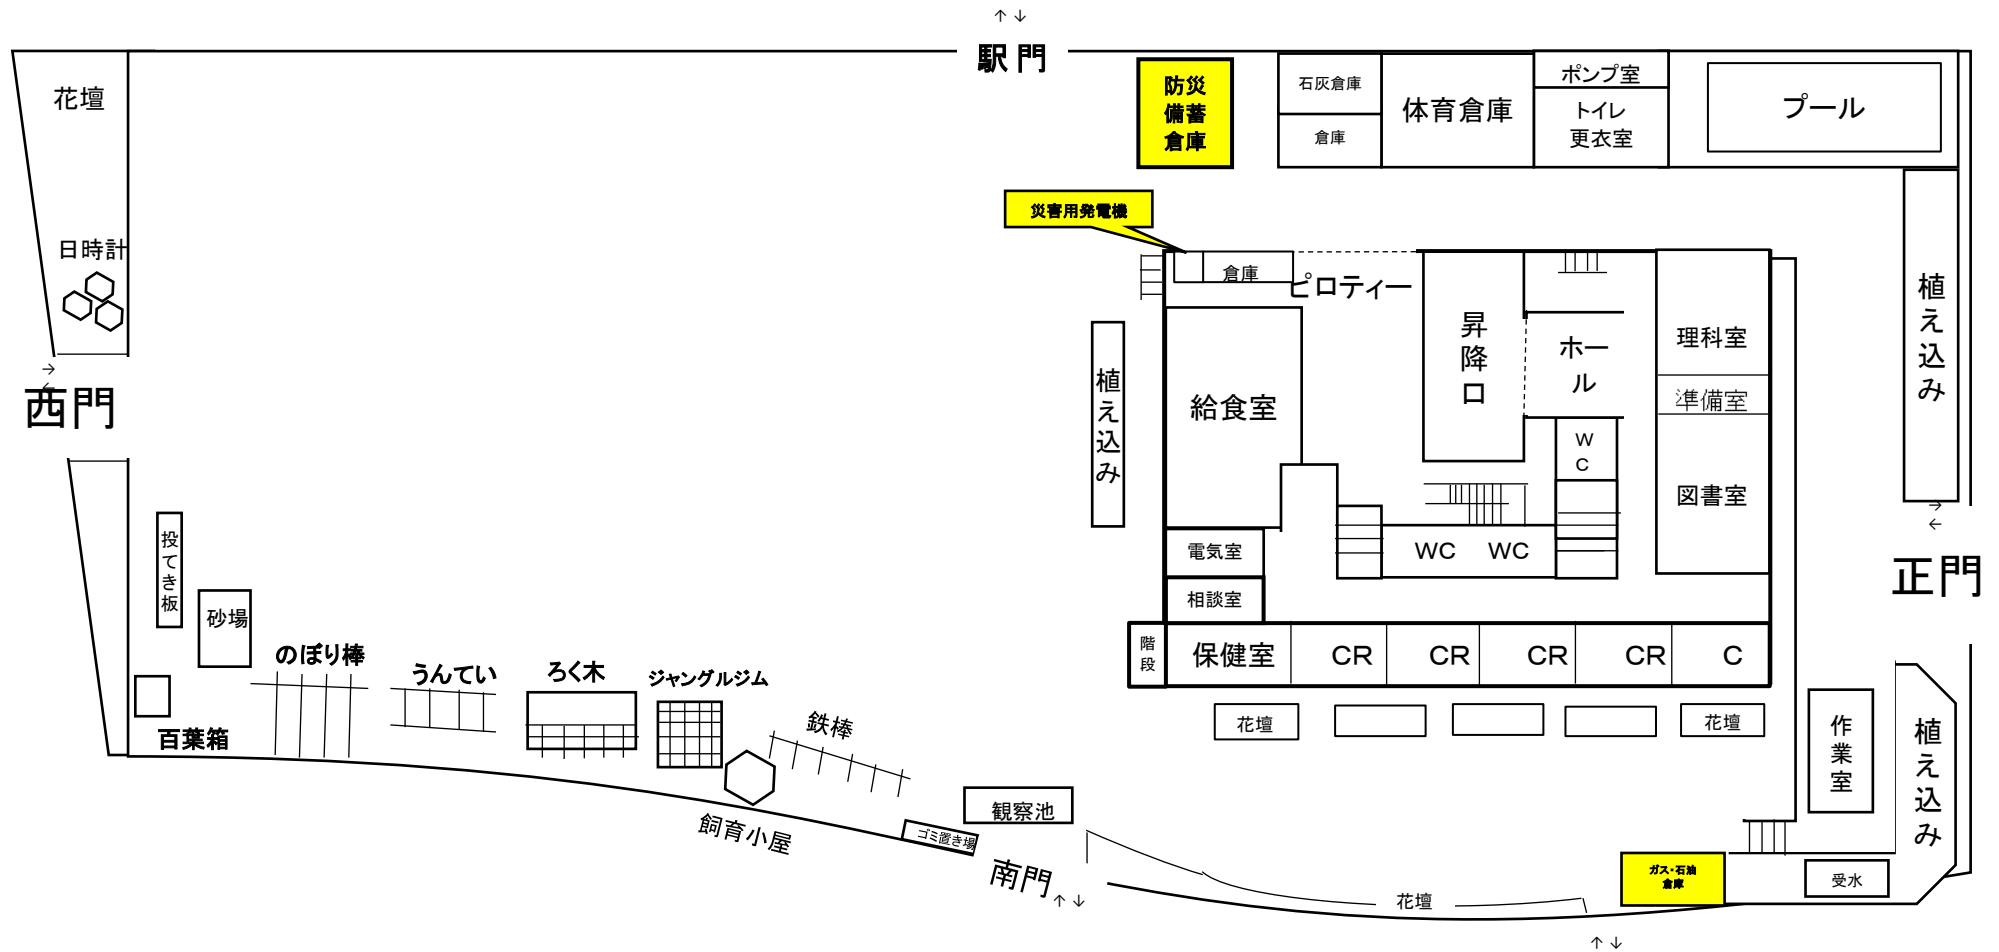 ↑ ↓
駅 門
花壇
防災
備蓄
倉庫
石灰倉庫
倉庫
体育倉庫
ポンプ室
トイレ
更衣室
プール
災害用発電機
日時計
倉庫
ピロティー
昇降口
ホー
ル
理科室
準備室
図書室
植え込み
植え込み
給食室
→
←
西門
W
C
電気室
WC
WC
→
←
正門
相談室
投てき板
砂場
階
段
保健室
CR
CR
CR
CR
C
のぼり棒
うんてい
ろく木
ジャングルジム
百葉箱
鉄棒
花壇
花壇
作業室
植え込み
飼育小屋
観察池
ゴミ置き場
南門
↑ ↓
花壇
ガス・石油
倉庫
受水
↑ ↓